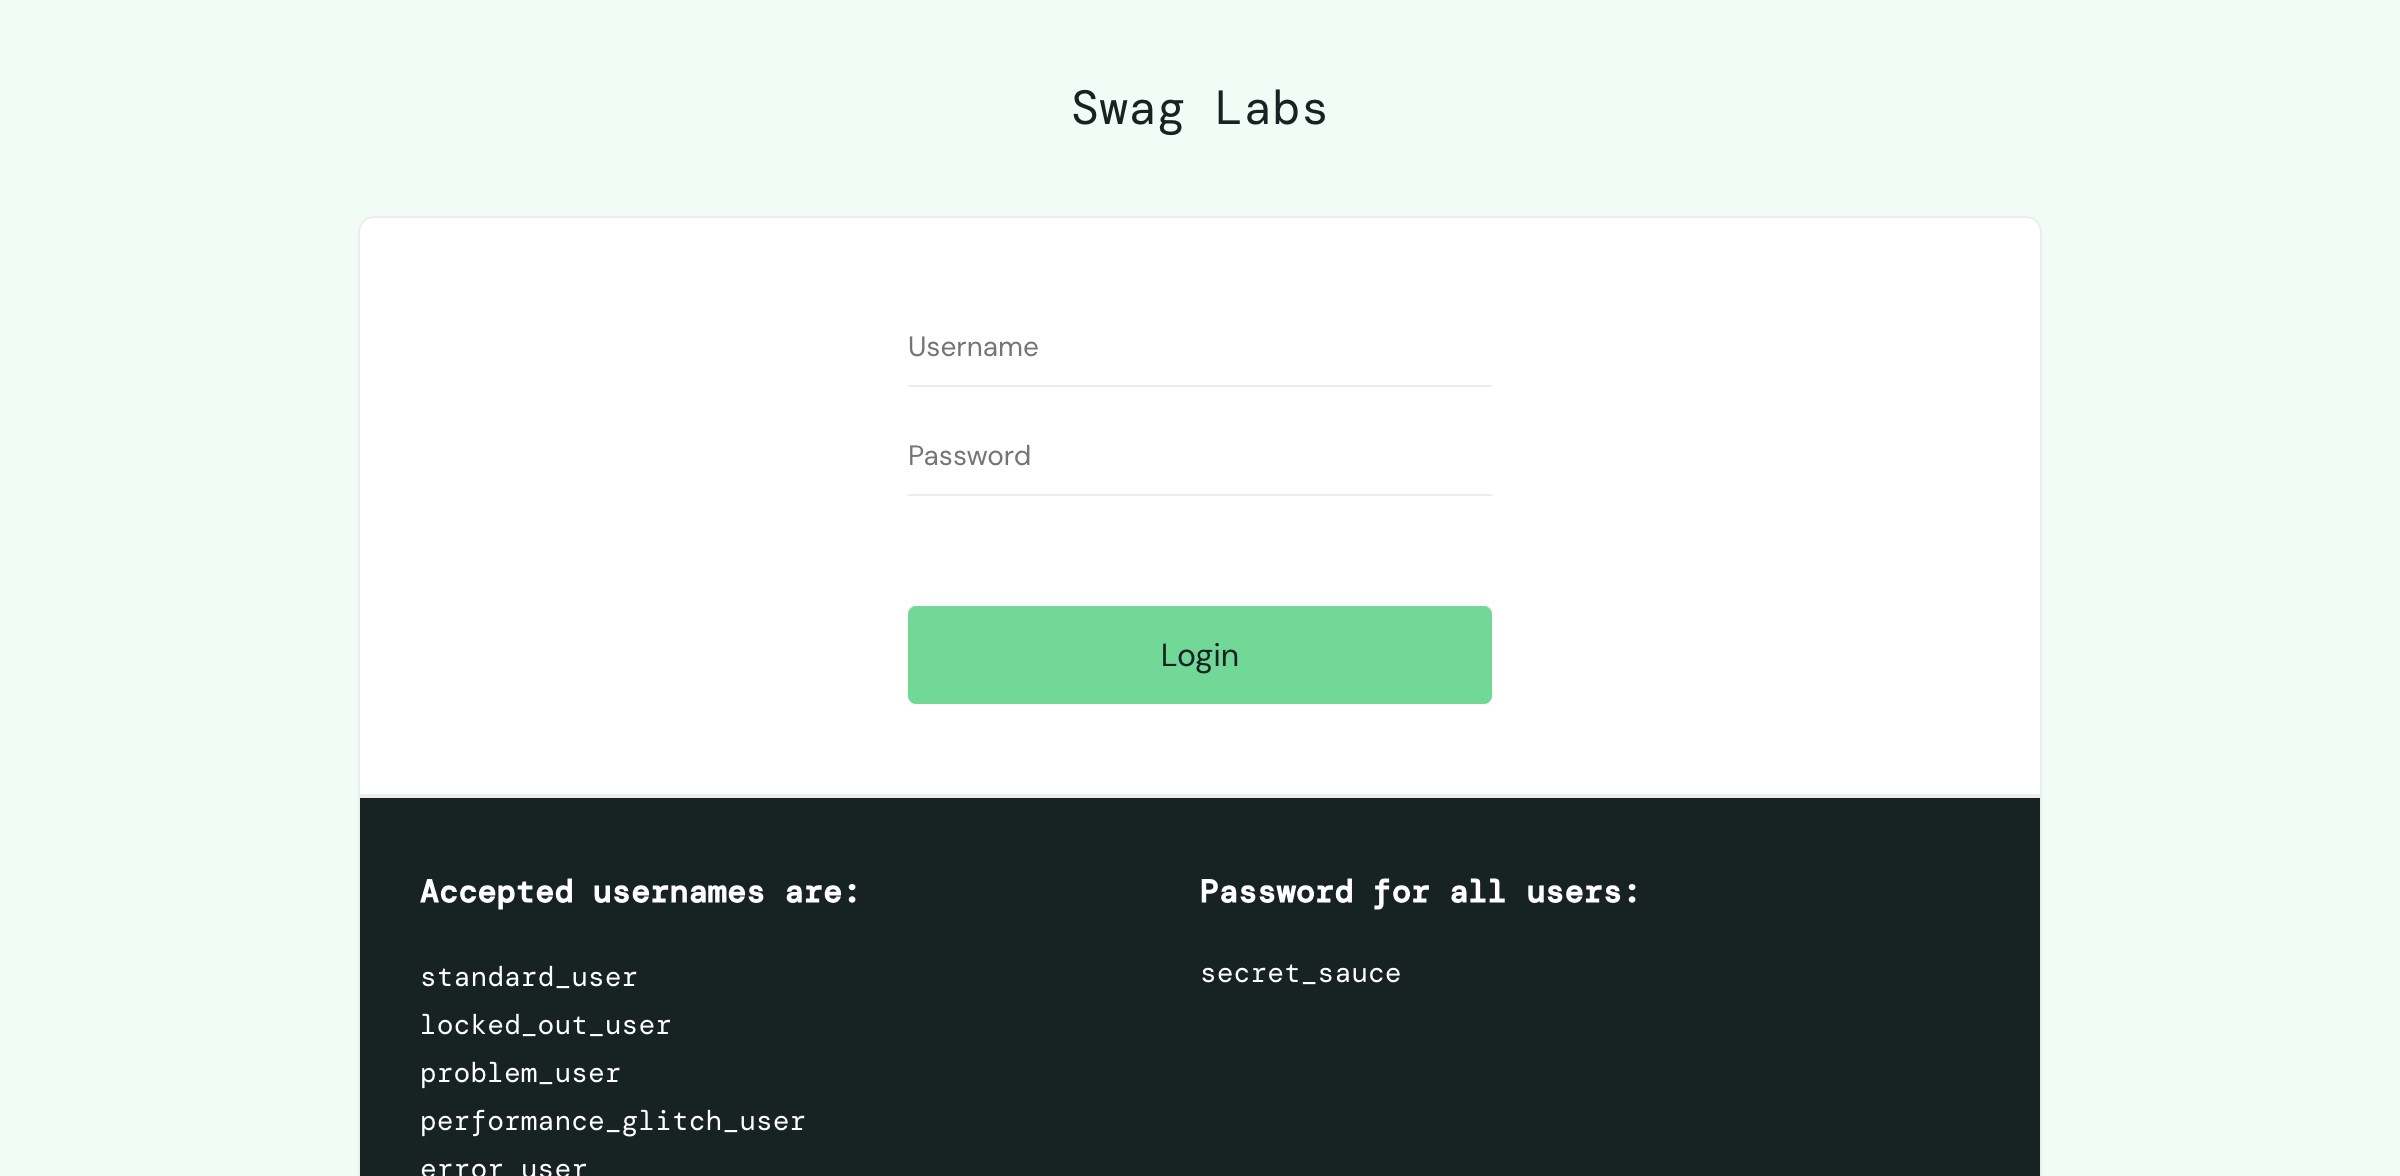 Swag Labs
Username
Password
Login
Accepted usernames are:
standard_user
locked_out_user
problem_user
performance_glitch_user
error_user
Password for all users:
secret_sauce